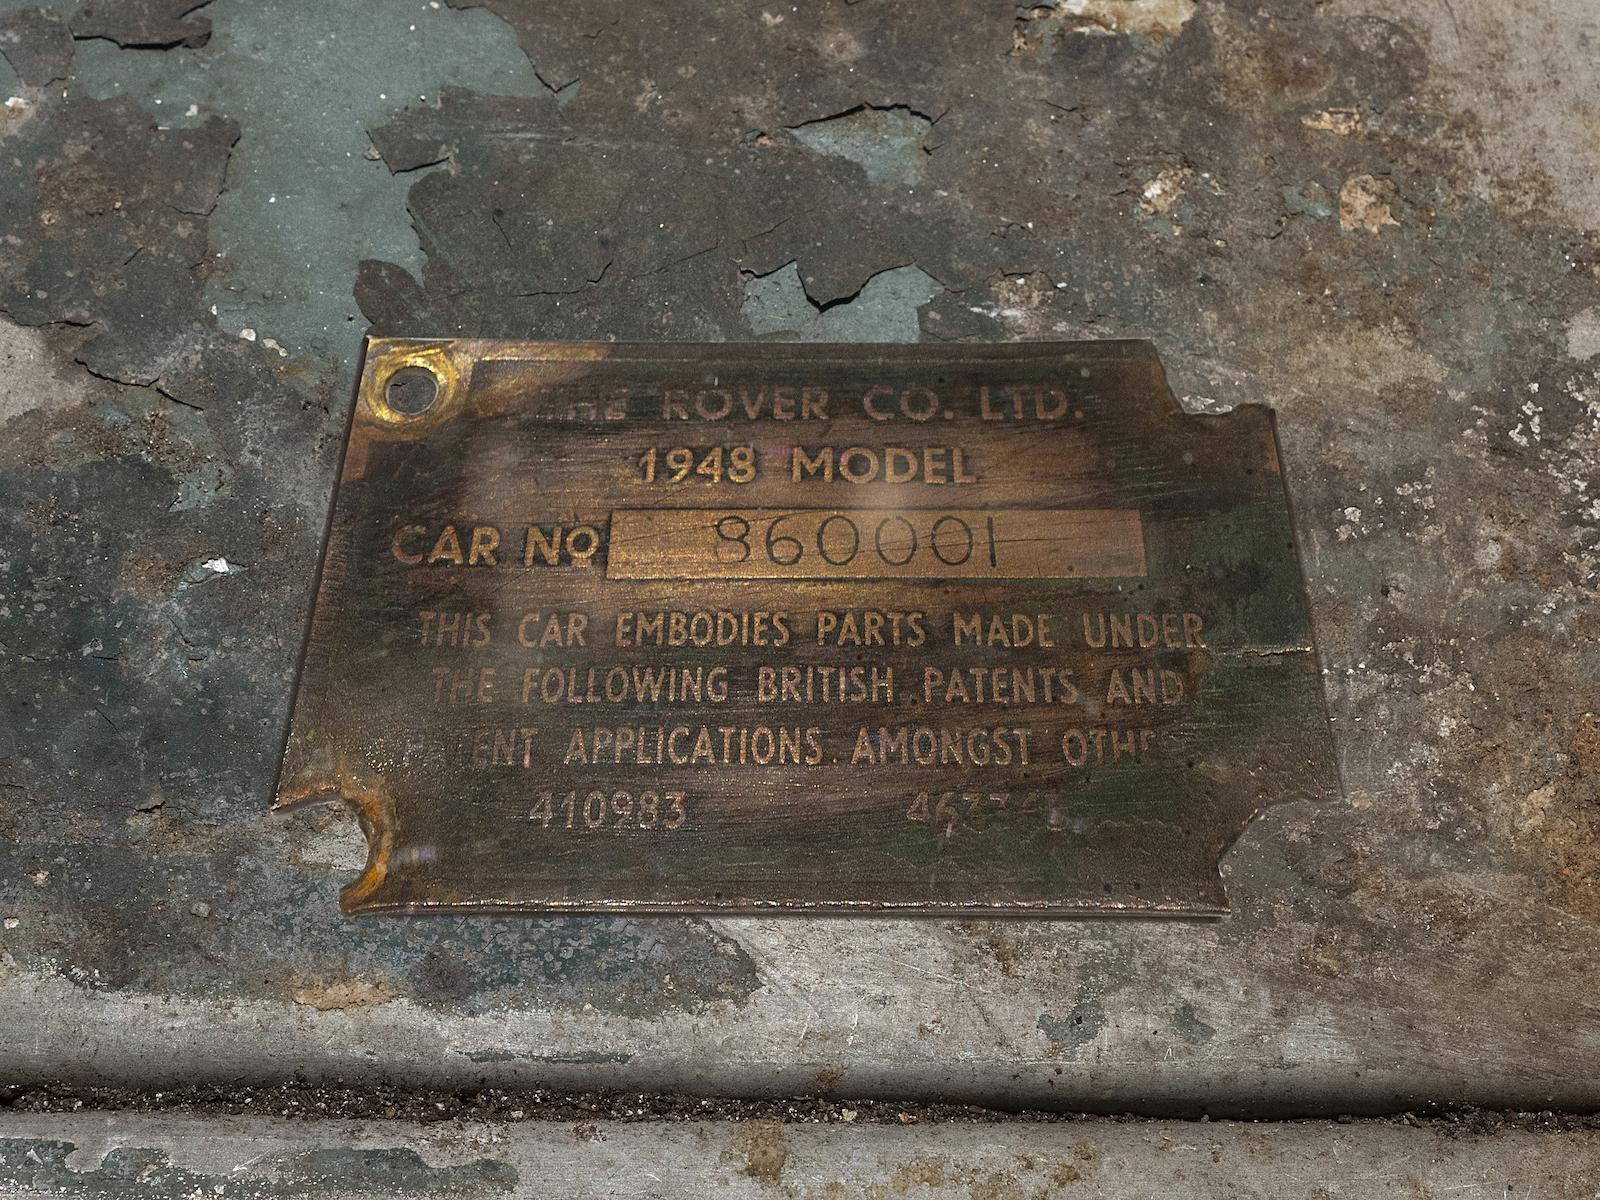 THE ROVER CO. LTD.
1948 MODEL
CAR No 860001
THIS CAR EMBODIES PARTS MADE UNDER
THE FOLLOWING BRITISH PATENTS AND
APPLICATIONS AMONGST
410983